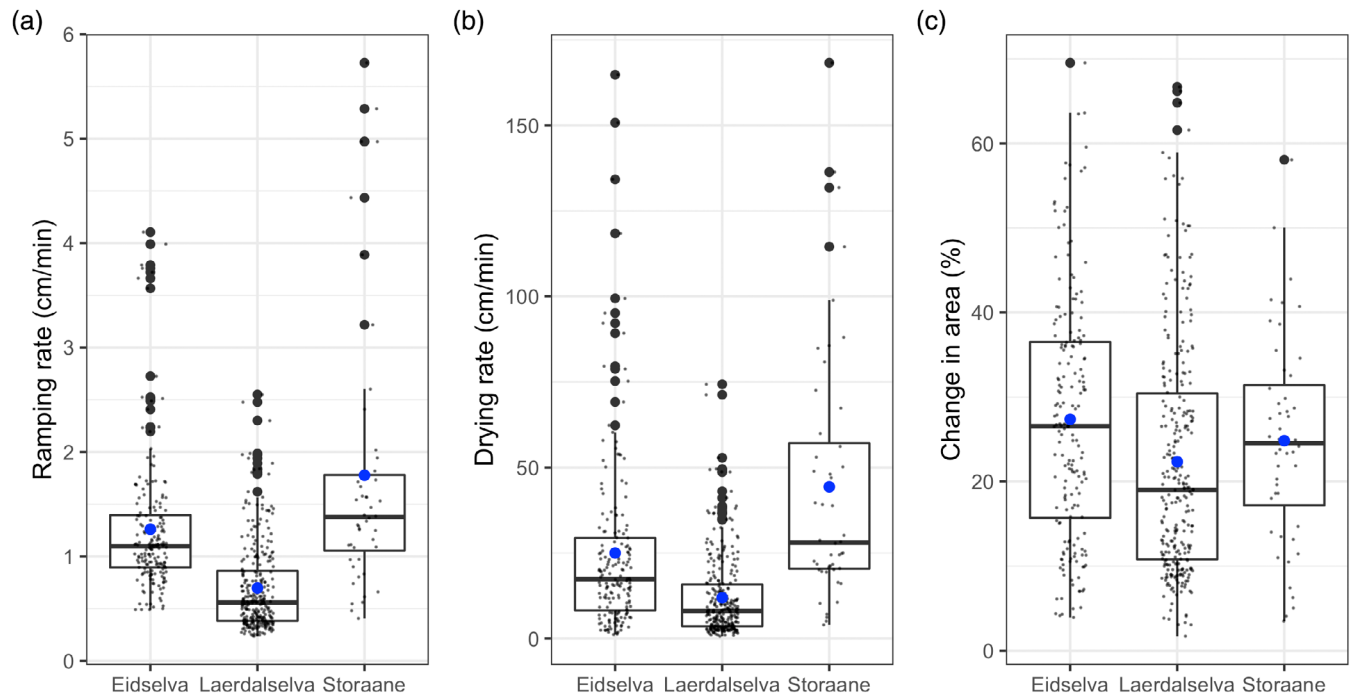 (a)
Ramping rate (cm/min)
6
5
4
3
2
1
0
Eidselva Laerdalselva Storaane
(b)
Drying rate (cm/min)
150
100
50
0
Eidselva Laerdalselva Storaane
(c)
Change in area (%)
60
40
20
0
Eidselva Laerdalselva Storaane